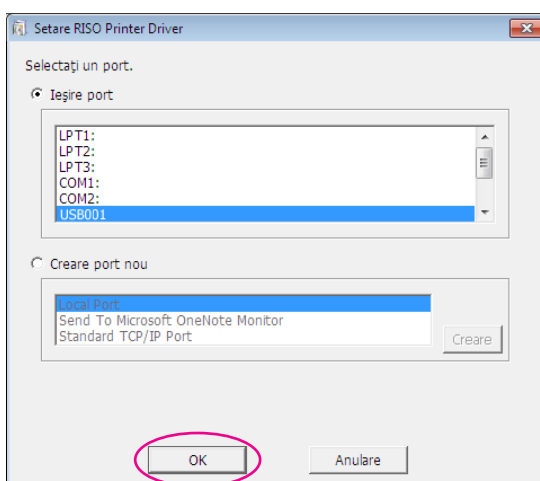 Setare RISO Printer Driver
Selectați un port.
Ieșire port
LPT1:
LPT2:
LPT3:
COM1:
COM2:
USB001
Creare port nou
Local Port
Send To Microsoft OneNote Monitor
Standard TCP/IP Port
Creare
OK
Anulare